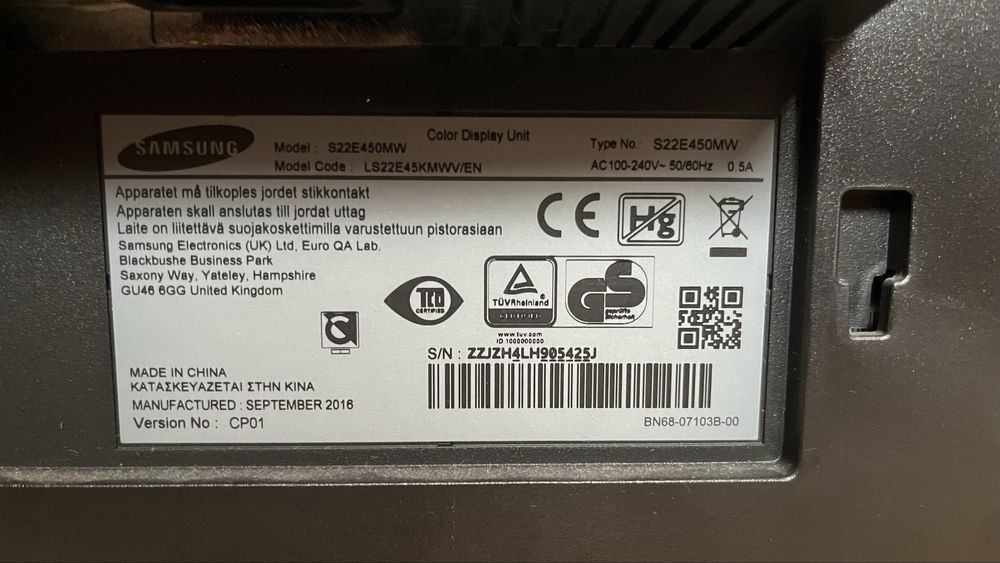 SAMSUNG
Color Display Unit
Model : S22E450MW
Type No.: S22E450MW
Model Code : LS22E45KMWV/EN
AC100-240V~ 50/60Hz 0.5A
Apparatet må tilkoples jordet stikkontakt
Apparaten skall anslutas till jordat uttag
Laite on liitettävä suojakoskettimilla varustettuun pistorasiaan
Samsung Electronics (UK) Ltd, Euro QA Lab.
Blackbushe Business Park
Saxony Way, Yateley, Hampshire
GU46 6GG United Kingdom
CE
Hg
TCO
CERTIFIED
TÜVRheinland
CERTIFIED
www.tuv.com
ID 1000000000
GS
geprüfte
Sicherheit
S/N : ZZJZH4LH905425J
MADE IN CHINA
ΚΑΤΑΣΚΕΥΑΖΕΤΑΙ ΣΤΗΝ ΚΙΝΑ
MANUFACTURED : SEPTEMBER 2016
Version No : CP01
BN68-07103B-00